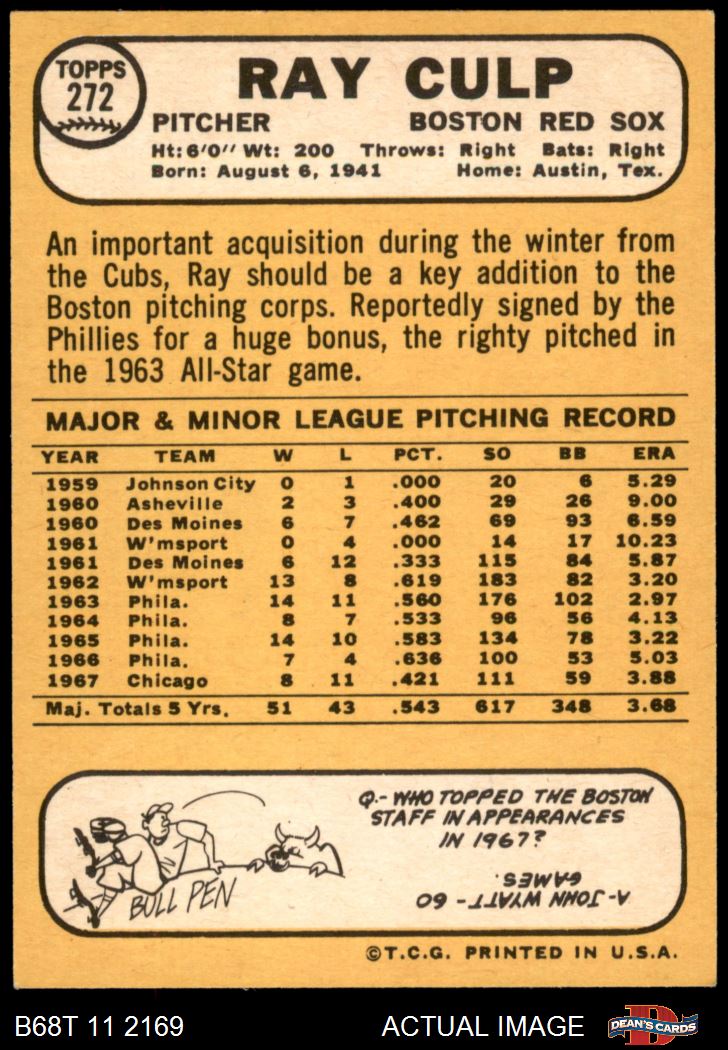 TOPPS
272
RAY CULP
PITCHER BOSTON RED SOX
Ht: 6'0'' Wt: 200 Throws: Right Bats: Right
Born: August 6, 1941 Home: Austin, Tex.
An important acquisition during the winter from
the Cubs, Ray should be a key addition to the
Boston pitching corps. Reportedly signed by the
Phillies for a huge bonus, the righty pitched in
the 1963 All-Star game.
MAJOR & MINOR LEAGUE PITCHING RECORD
YEAR TEAM W L PCT. SO BB ERA
1959 Johnson City 0 1 .000 20 6 5.29
1960 Asheville 2 3 .400 29 26 9.00
1960 Des Moines 6 7 .462 69 93 6.59
1961 W'msport 0 4 .000 14 17 10.23
1961 Des Moines 6 12 .333 115 84 5.87
1962 W'msport 13 8 .619 183 82 3.20
1963 Phila. 14 11 .560 176 102 2.97
1964 Phila. 8 7 .533 96 56 4.13
1965 Phila. 14 10 .583 134 78 3.22
1966 Phila. 7 4 .636 100 53 5.03
1967 Chicago 8 11 .421 111 59 3.88
Maj. Totals 5 Yrs. 51 43 .543 617 348 3.68
Q.- WHO TOPPED THE BOSTON
STAFF IN APPEARANCES
IN 1967?
A- JOHN WYATT - 60
GAMES.
BULL PEN
©T.C.G. PRINTED IN U.S.A.
B68T 11 2169 ACTUAL IMAGE
D
DEAN'S CARDS